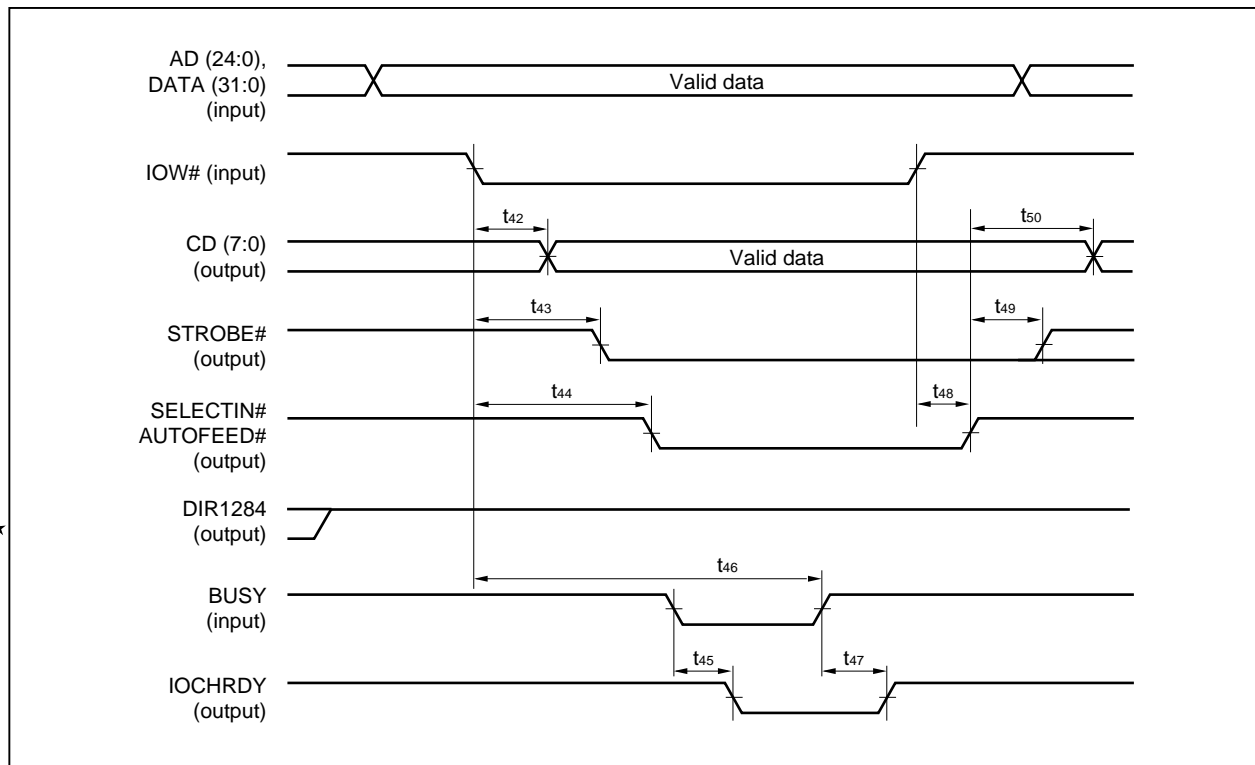 AD (24:0),
DATA (31:0)
(input)
Valid data
IOW# (input)
t42
t50
CD (7:0)
(output)
Valid data
t43
t49
STROBE#
(output)
t44
t48
SELECTIN#
AUTOFEED#
(output)
DIR1284
(output)
t46
BUSY
(input)
t45
t47
IOCHRDY
(output)